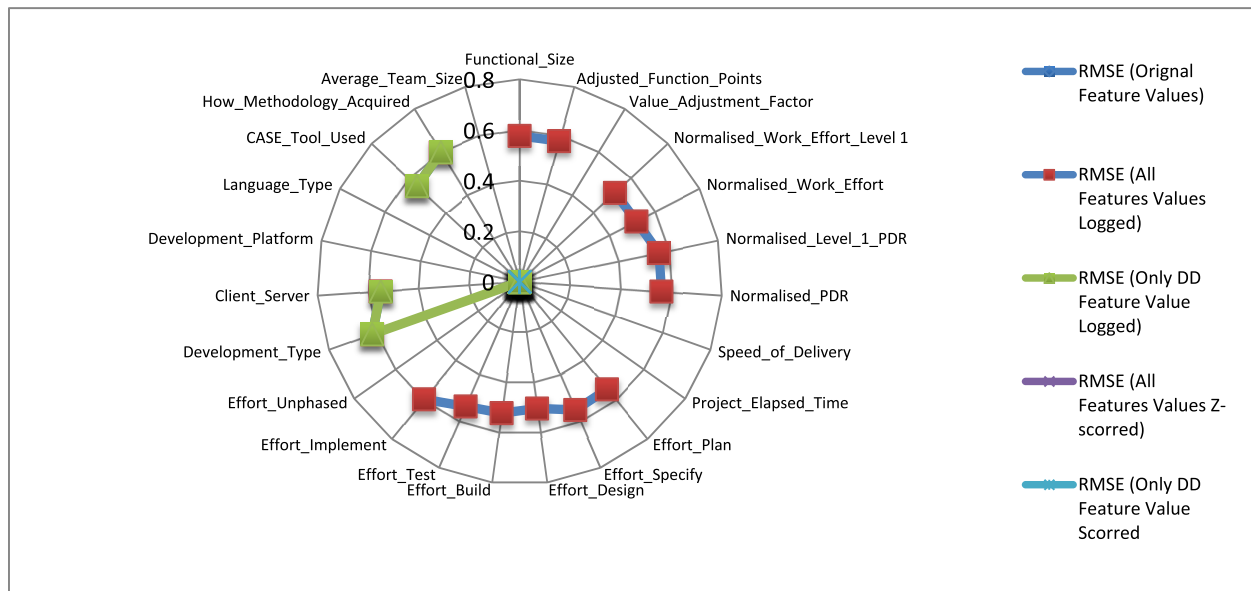 Functional_Size
Adjusted_Function_Points
Value_Adjustment_Factor
Normalised_Work_Effort_Level 1
Normalised_Work_Effort
Normalised_Level_1_PDR
Normalised_PDR
Speed_of_Delivery
Project_Elapsed_Time
Effort_Plan
Effort_Specify
Effort_Design
Effort_Build
Effort_Test
Effort_Implement
Effort_Unphased
Development_Type
Client_Server
Development_Platform
Language_Type
CASE_Tool_Used
How_Methodology_Acquired
Average_Team_Size
0.8
0.6
0.4
0.2
0
RMSE (Orignal
Feature Values)
RMSE (All
Features Values
Logged)
RMSE (Only DD
Feature Value
Logged)
RMSE (All
Features Values Z-
scorred)
RMSE (Only DD
Feature Value
Scorred